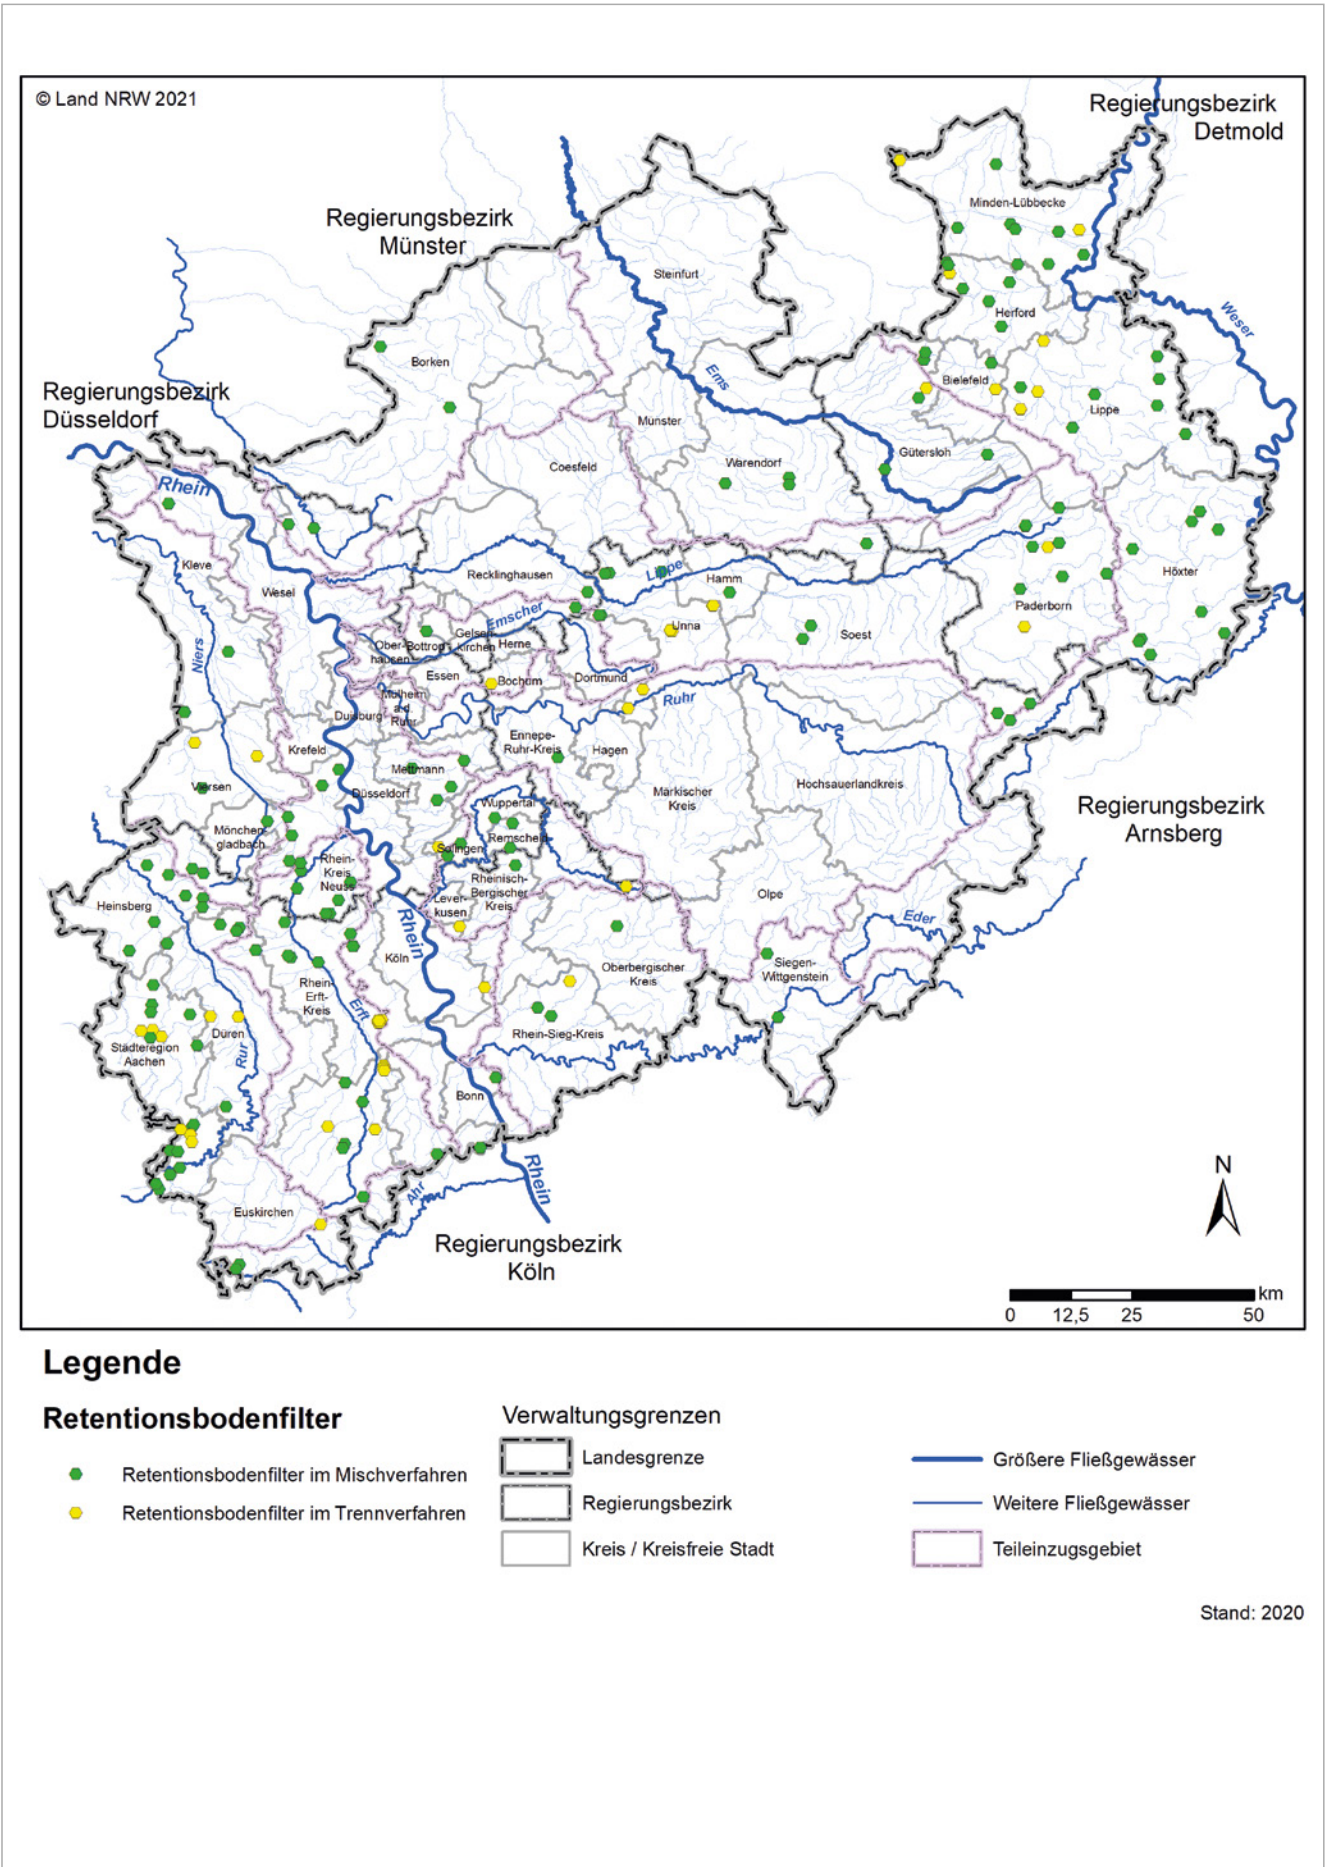 © Land NRW 2021
Regierungsbezirk
Detmold
Minden-Lübbecke
Regierungsbezirk
Münster
Steinfurt
Herford
Weser
Borken
Ems
Bielefeld
Regierungsbezirk
Düsseldorf
Lippe
Münster
Gütersloh
Coesfeld
Warendorf
Rhein
Kleve
Wesel
Recklinghausen
Lippe
Hamm
Höxter
Paderborn
Emscher
Unna
Soest
Niers
Ober-
hausen
Bottrop
Gelsen-
kirchen
Herne
Essen
Bochum
Dortmund
Mülheim
a.d.
Ruhr
Ruhr
Duisburg
Krefeld
Ennepe-
Ruhr-Kreis
Hagen
Mettmann
Viersen
Düsseldorf
Märkischer
Kreis
Hochsauerlandkreis
Regierungsbezirk
Arnsberg
Wuppertal
Mönchen-
gladbach
Remscheid
Solingen
Rhein-
Kreis
Neuss
Rheinisch-
Bergischer
Kreis
Lever-
kusen
Heinsberg
Olpe
Eder
Rhein
Köln
Siegen-
Wittgenstein
Oberbergischer
Kreis
Rhein-
Erft-
Kreis
Erft
Rhein-Sieg-Kreis
Düren
Städteregion
Aachen
Rur
Bonn
Rhein
Ahr
Euskirchen
Regierungsbezirk
Köln
N
km
0 12,5 25 50
Legende
Retentionsbodenfilter
Retentionsbodenfilter im Mischverfahren
Retentionsbodenfilter im Trennverfahren
Verwaltungsgrenzen
Landesgrenze
Regierungsbezirk
Kreis / Kreisfreie Stadt
Größere Fließgewässer
Weitere Fließgewässer
Teileinzugsgebiet
Stand: 2020